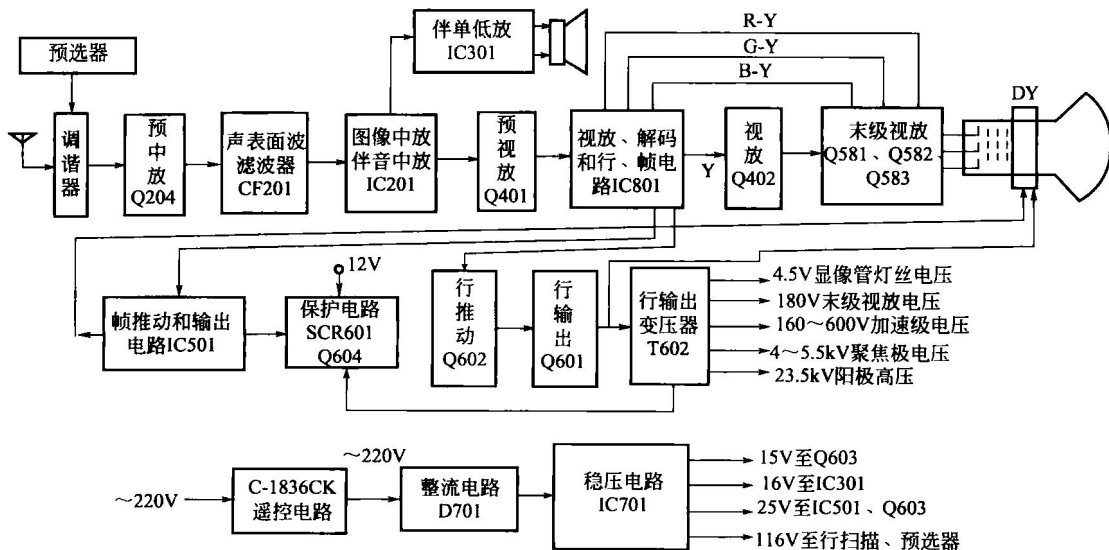 预选器
调
谐
器
预
中
放
Q204
声表面波
滤波器
CF201
图像中放
伴音中放
IC201
伴单低放
IC301
预
视
放
Q401
R-Y
G-Y
B-Y
视放、解码
和行、帧电
路IC801
Y
视
放
Q402
末级视放
Q581、Q582、
Q583
DY
12V
帧推动和输出
电路IC501
保护电路
SCR601
Q604
行
推
动
Q602
行
输
出
Q601
行输出
变压器
T602
4.5V显像管灯丝电压
180V末级视放电压
160～600V加速级电压
4～5.5kV聚焦极电压
23.5kV阳极高压
～220V
C-1836CK
遥控电路
～220V
整流电路
D701
稳压电路
IC701
15V至Q603
16V至IC301
25V至IC501、Q603
116V至行扫描、预选器